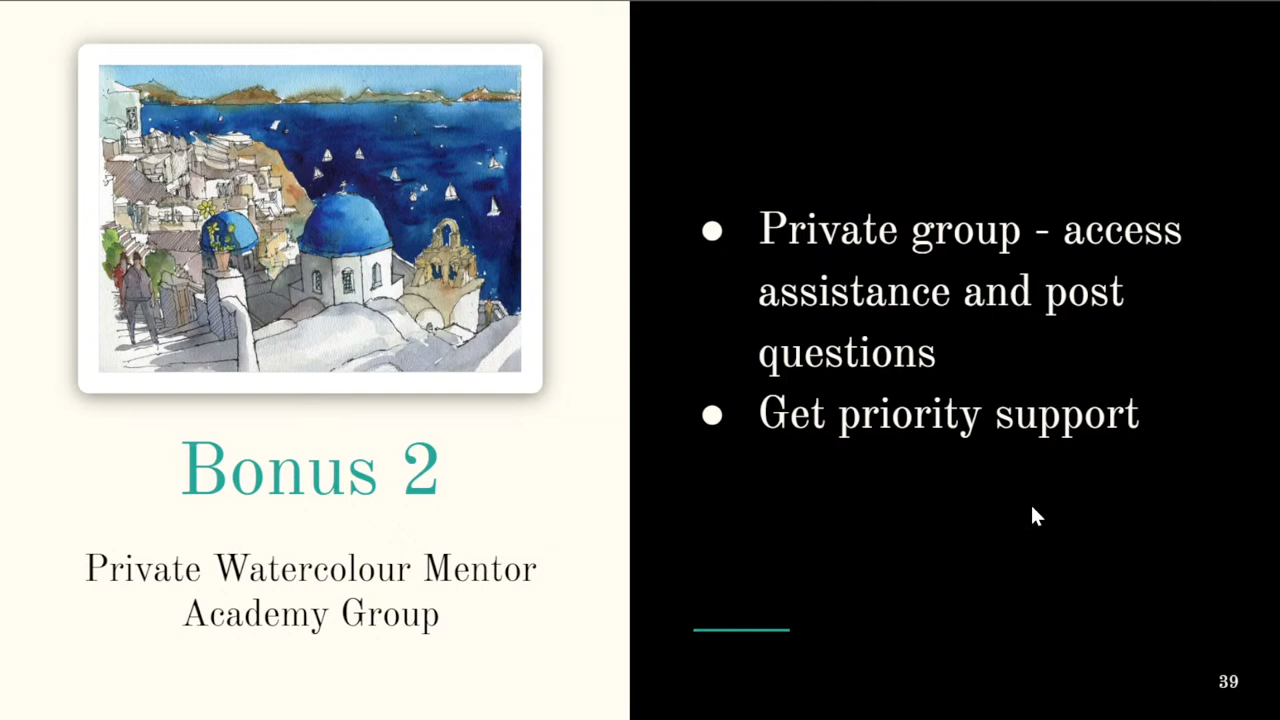 Bonus 2
Private Watercolour Mentor
Academy Group
● Private group - access
assistance and post
questions
● Get priority support
39